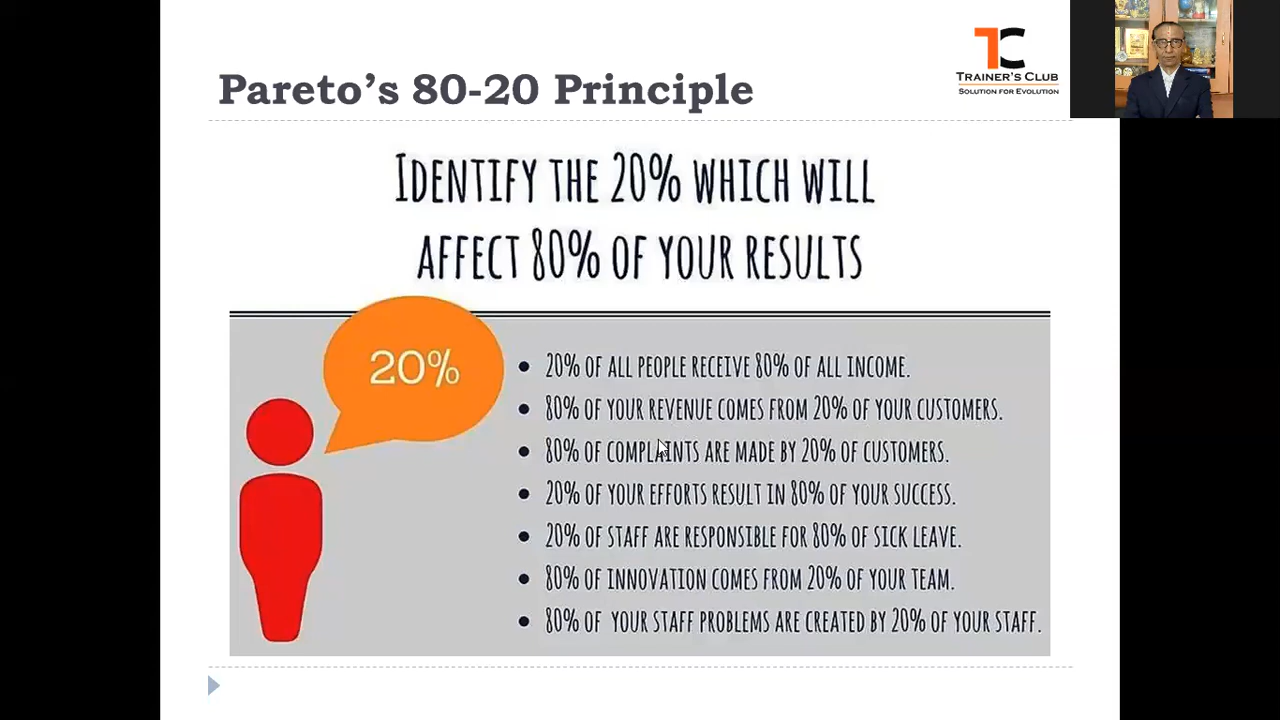 TC
TRAINER'S CLUB
SOLUTION FOR EVOLUTION
Pareto's 80-20 Principle
IDENTIFY THE 20% WHICH WILL
AFFECT 80% OF YOUR RESULTS
20%
• 20% OF ALL PEOPLE RECEIVE 80% OF ALL INCOME.
• 80% OF YOUR REVENUE COMES FROM 20% OF YOUR CUSTOMERS.
• 80% OF COMPLAINTS ARE MADE BY 20% OF CUSTOMERS.
• 20% OF YOUR EFFORTS RESULT IN 80% OF YOUR SUCCESS.
• 20% OF STAFF ARE RESPONSIBLE FOR 80% OF SICK LEAVE.
• 80% OF INNOVATION COMES FROM 20% OF YOUR TEAM.
• 80% OF YOUR STAFF PROBLEMS ARE CREATED BY 20% OF YOUR STAFF.